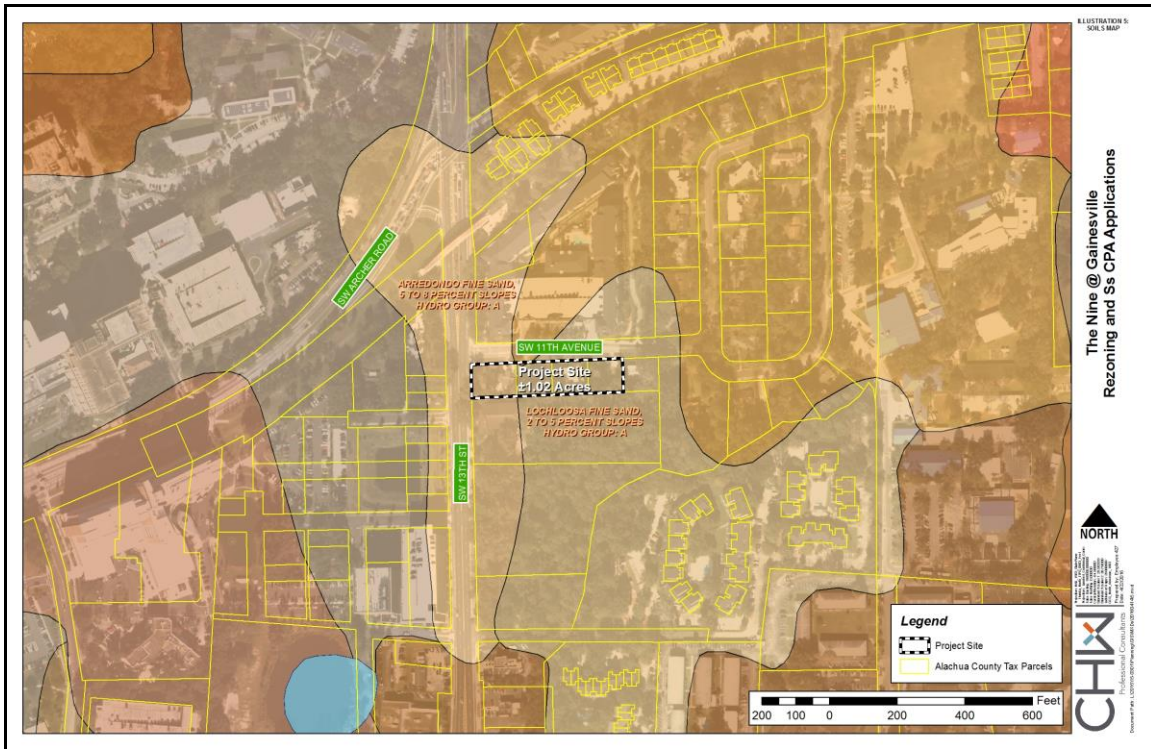 ILLUSTRATION 5:
SOILS MAP
The Nine @ Gainesville
Rezoning and Ss CPA Applications
SW ARCHER ROAD
ARREDONDO FINE SAND,
5 TO 8 PERCENT SLOPES
HYDRO GROUP: A
SW 11TH AVENUE
Project Site
±1.02 Acres
LOCHLOOSA FINE SAND,
2 TO 5 PERCENT SLOPES
HYDRO GROUP: A
SW 13TH ST
NORTH
Legend
Project Site
Alachua County Tax Parcels
Feet
200 100 0 200 400 600
CHW
Professional Consultants